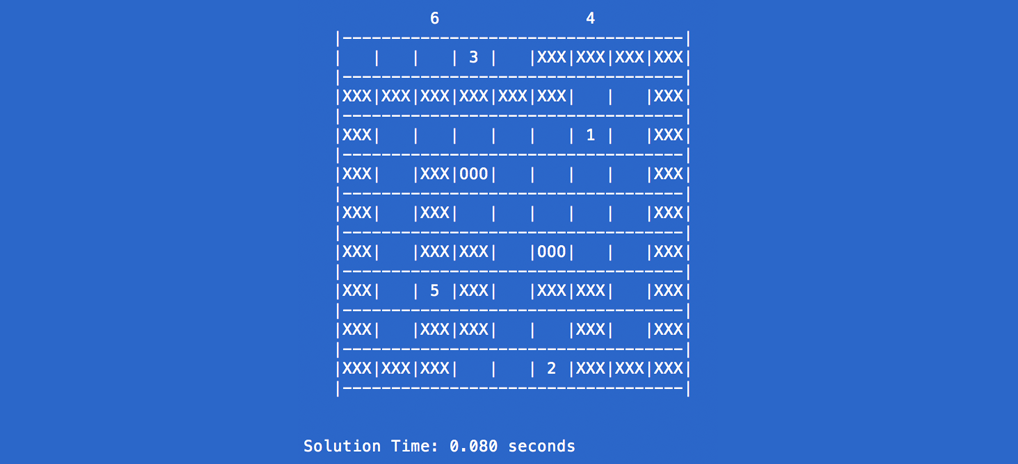 6               4
|-----------------------------------|
|   |   |   | 3 |   |XXX|XXX|XXX|XXX|
|-----------------------------------|
|XXX|XXX|XXX|XXX|XXX|XXX|   |   |XXX|
|-----------------------------------|
|XXX|   |   |   |   |   | 1 |   |XXX|
|-----------------------------------|
|XXX|   |XXX|OOO|   |   |   |   |XXX|
|-----------------------------------|
|XXX|   |XXX|   |   |   |   |   |XXX|
|-----------------------------------|
|XXX|   |XXX|XXX|   |OOO|   |   |XXX|
|-----------------------------------|
|XXX|   | 5 |XXX|   |XXX|XXX|   |XXX|
|-----------------------------------|
|XXX|   |XXX|XXX|   |   |XXX|   |XXX|
|-----------------------------------|
|XXX|XXX|XXX|   |   | 2 |XXX|XXX|XXX|
|-----------------------------------|
Solution Time: 0.080 seconds